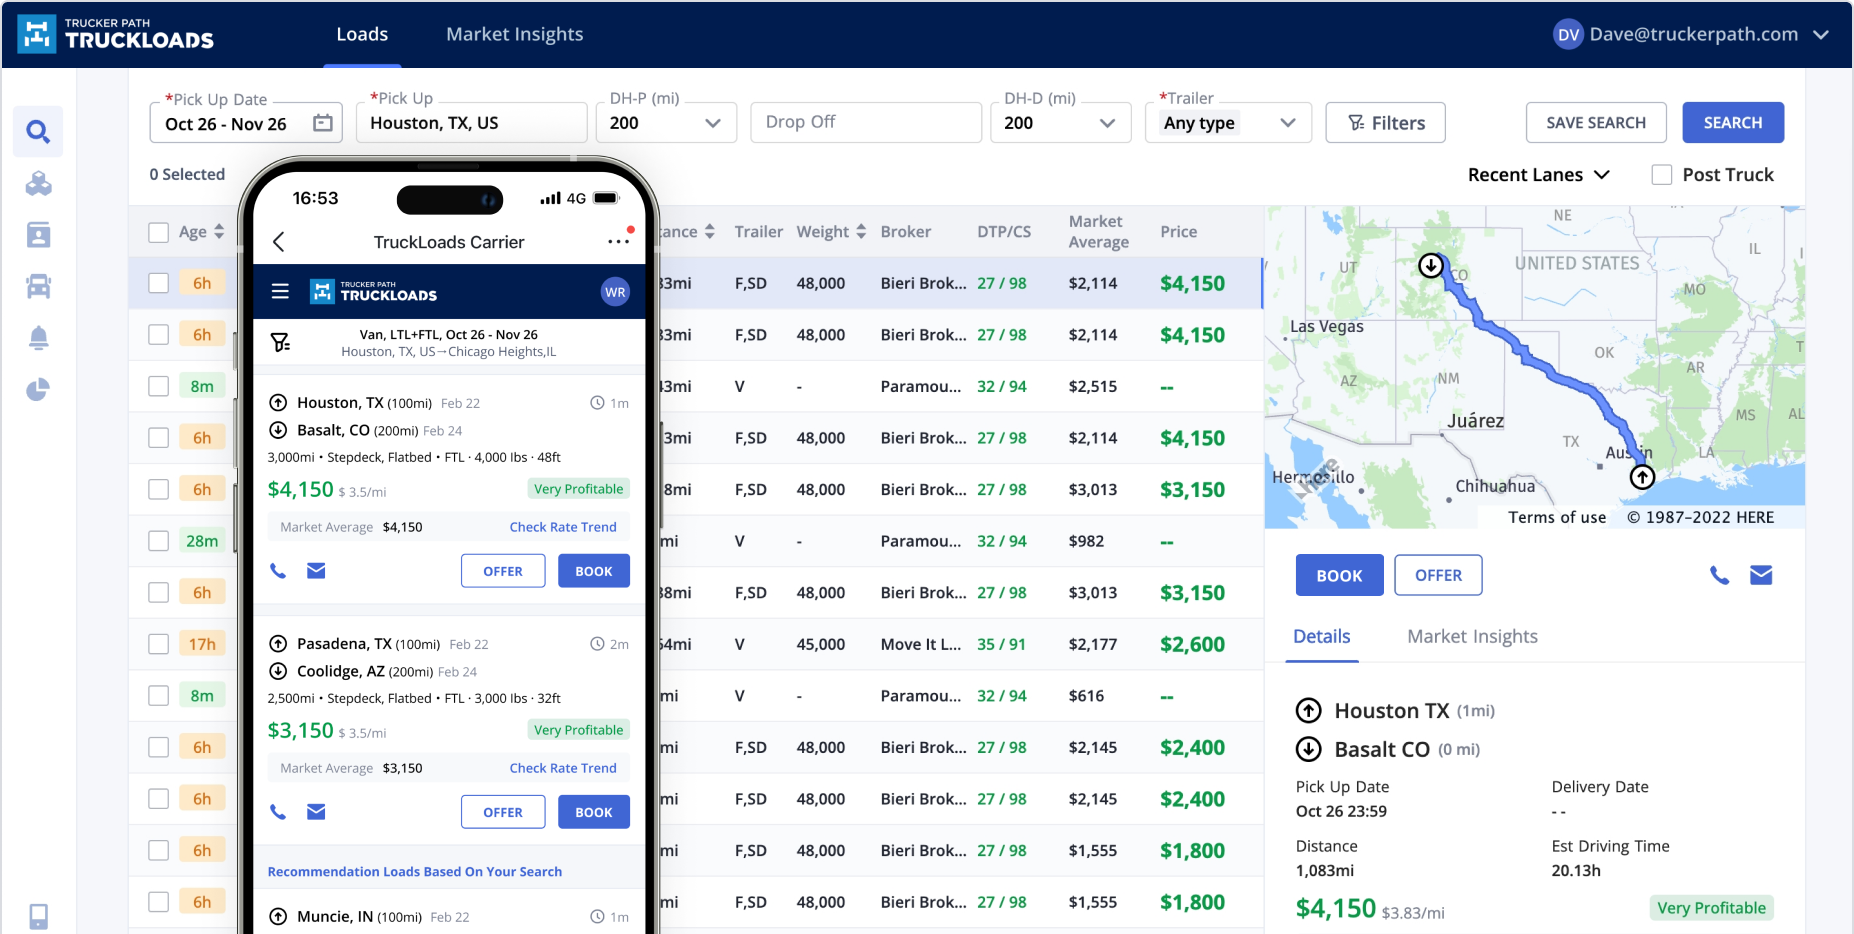 TRUCKER PATH
TRUCKLOADS
Loads
Market Insights
DV
Dave@truckerpath.com
*Pick Up Date
Oct 26 - Nov 26
*Pick Up
Houston, TX, US
DH-P (mi)
200
Drop Off
DH-D (mi)
200
*Trailer
Any type
Filters
SAVE SEARCH
SEARCH
0 Selected
Recent Lanes
Post Truck
Age
ance
Trailer
Weight
Broker
DTP/CS
Market
Average
Price
6h
33mi F,SD 48,000 Bieri Brok... 27 / 98 $2,114 $4,150
6h
33mi F,SD 48,000 Bieri Brok... 27 / 98 $2,114 $4,150
8m
43mi V - Paramou... 32 / 94 $2,515 --
6h
3mi F,SD 48,000 Bieri Brok... 27 / 98 $2,114 $4,150
6h
8mi F,SD 48,000 Bieri Brok... 27 / 98 $3,013 $3,150
28m
mi V - Paramou... 32 / 94 $982 --
6h
38mi F,SD 48,000 Bieri Brok... 27 / 98 $3,013 $3,150
17h
54mi V 45,000 Move It L... 35 / 91 $2,177 $2,600
8m
mi V - Paramou... 32 / 94 $616 --
6h
mi F,SD 48,000 Bieri Brok... 27 / 98 $2,145 $2,400
6h
mi F,SD 48,000 Bieri Brok... 27 / 98 $2,145 $2,400
6h
mi F,SD 48,000 Bieri Brok... 27 / 98 $1,555 $1,800
6h
mi F,SD 48,000 Bieri Brok... 27 / 98 $1,555 $1,800
16:53
4G
TruckLoads Carrier
TRUCKER PATH
TRUCKLOADS
WR
Van, LTL+FTL, Oct 26 - Nov 26
Houston, TX, US→Chicago Heights,IL
Houston, TX (100mi) Feb 22
1m
Basalt, CO (200mi) Feb 24
3,000mi • Stepdeck, Flatbed • FTL · 4,000 lbs · 48ft
$4,150 $ 3.5/mi
Very Profitable
Market Average $4,150
Check Rate Trend
OFFER
BOOK
Pasadena, TX (100mi) Feb 22
2m
Coolidge, AZ (200mi) Feb 24
2,500mi • Stepdeck, Flatbed • FTL · 3,000 lbs · 32ft
$3,150 $ 3.5/mi
Very Profitable
Market Average $3,150
Check Rate Trend
OFFER
BOOK
Recommendation Loads Based On Your Search
Muncie, IN (100mi) Feb 22
1m
NE
IL
UT
CO
UNITED STATES
MO
Las Vegas
OK
AZ
NM
AR
MS
AL
Juárez
TX
Austin
LA
Hermosillo
here
Chihuahua
Terms of use
© 1987–2022 HERE
BOOK
OFFER
Details
Market Insights
Houston TX (1mi)
Basalt CO (0 mi)
Pick Up Date
Delivery Date
Oct 26 23:59
- -
Distance
Est Driving Time
1,083mi
20.13h
$4,150 $3.83/mi
Very Profitable